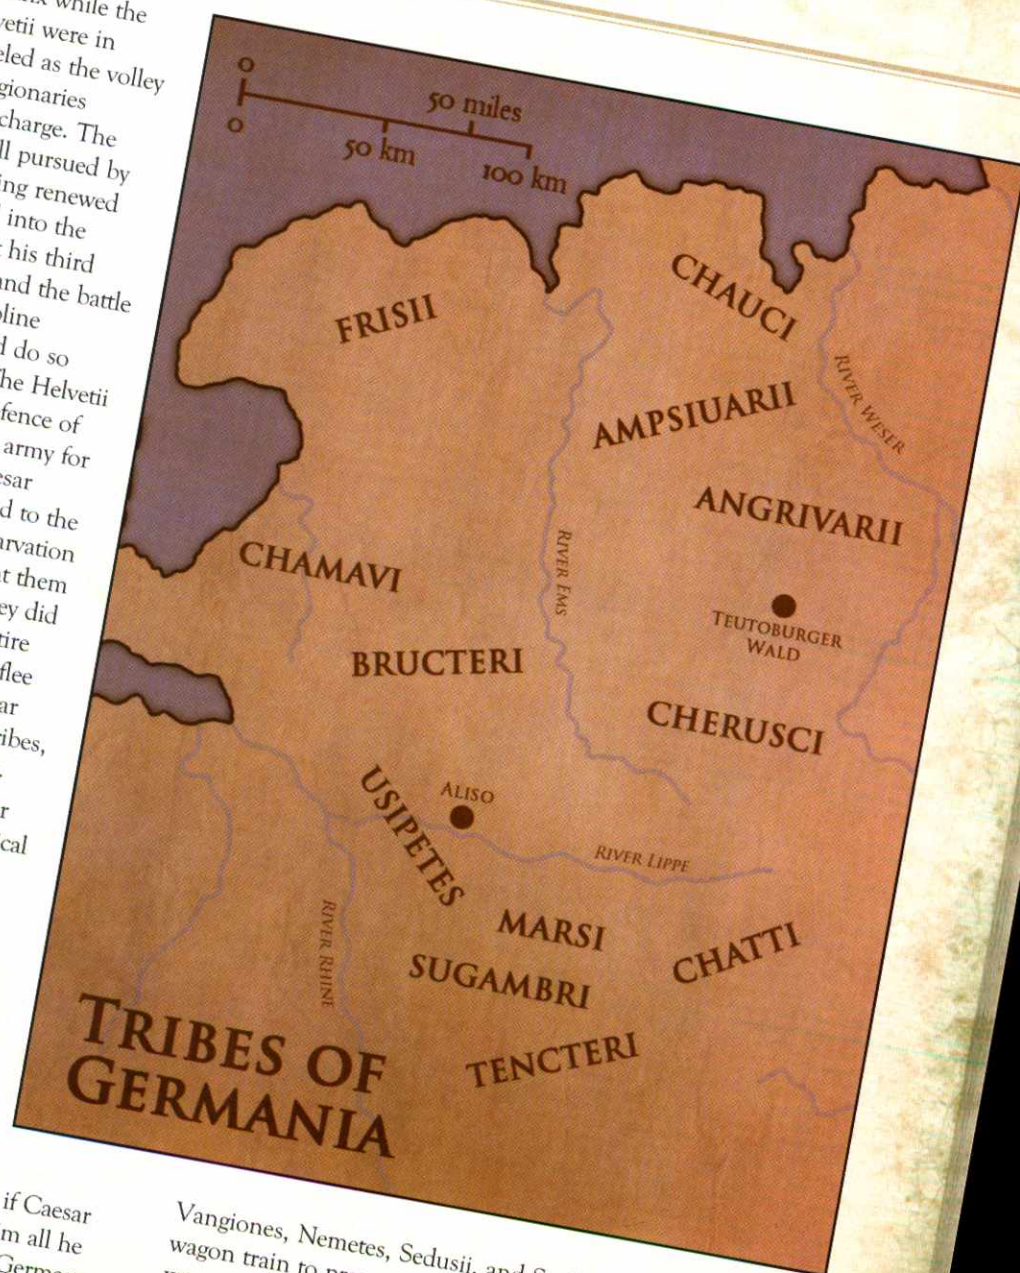 while the
vetii were in
eled as the volley
gionaries
charge. The
ll pursued by
ing renewed
into the
his third
and the battle
line
d do so
The Helvetii
fence of
army for
esar
d to the
arvation
t them
ey did
tire
flee
ar
ribes,
r
cal
0
50 miles
0
50 km
100 km
CHAUCI
FRISII
RIVER WESER
AMPSIUARII
ANGRIVARII
CHAMAVI
RIVER EMS
TEUTOBURGER
WALD
BRUCTERI
CHERUSCI
USIPETES
ALISO
RIVER LIPPE
RIVER RHINE
MARSI
CHATTI
SUGAMBRI
TENCTERI
TRIBES OF
GERMANIA
if Caesar
m all he
Vangiones, Nemetes, Sedusii, and
wagon train to